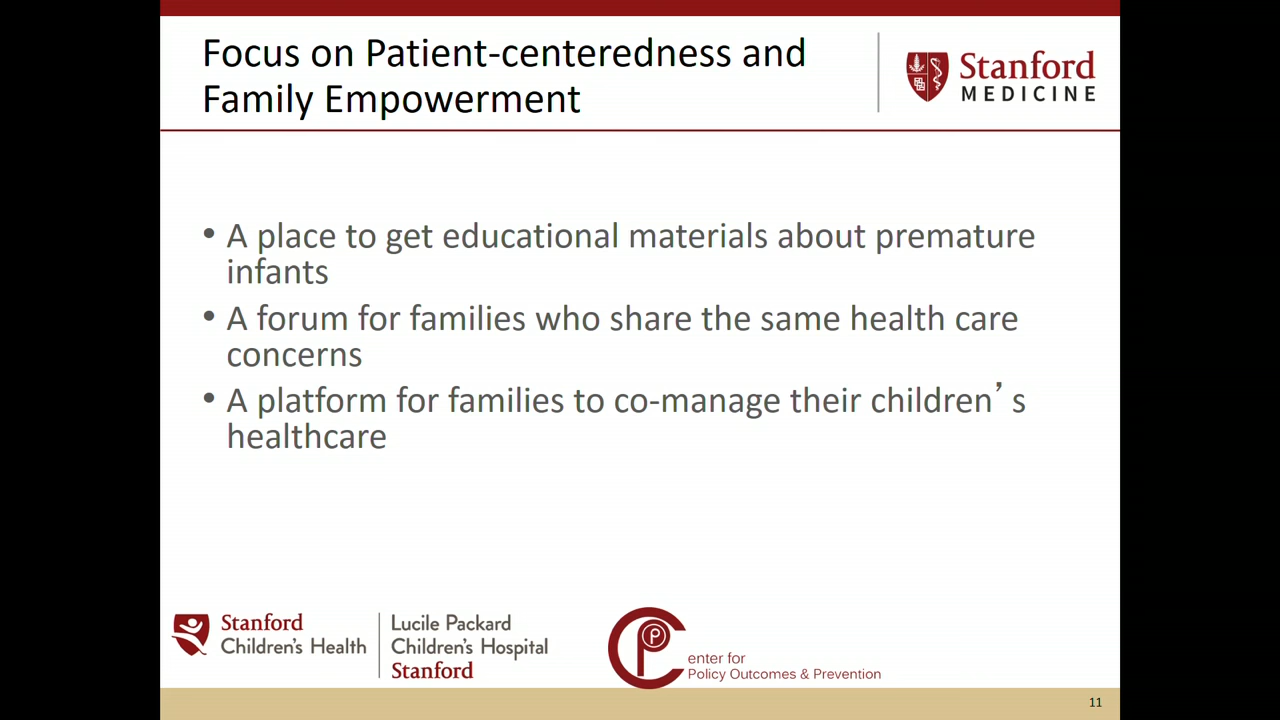 Focus on Patient-centeredness and
Family Empowerment
Stanford
MEDICINE
• A place to get educational materials about premature
infants
• A forum for families who share the same health care
concerns
• A platform for families to co-manage their children’s
healthcare
Stanford
Children's Health
Lucile Packard
Children's Hospital
Stanford
CPP
enter for
Policy Outcomes & Prevention
11